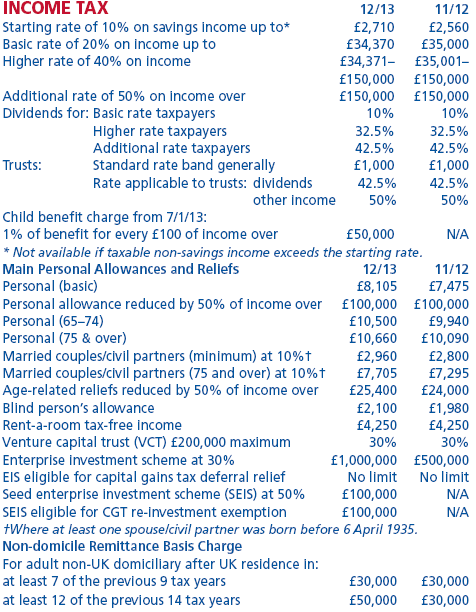 INCOME TAX 12/13 11/12
Starting rate of 10% on savings income up to* £2,710 £2,560
Basic rate of 20% on income up to £34,370 £35,000
Higher rate of 40% on income £34,371– £35,001–
£150,000 £150,000
Additional rate of 50% on income over £150,000 £150,000
Dividends for: Basic rate taxpayers 10% 10%
Higher rate taxpayers 32.5% 32.5%
Additional rate taxpayers 42.5% 42.5%
Trusts: Standard rate band generally £1,000 £1,000
Rate applicable to trusts: dividends 42.5% 42.5%
other income 50% 50%
Child benefit charge from 7/1/13:
1% of benefit for every £100 of income over £50,000 N/A
* Not available if taxable non-savings income exceeds the starting rate.
Main Personal Allowances and Reliefs 12/13 11/12
Personal (basic) £8,105 £7,475
Personal allowance reduced by 50% of income over £100,000 £100,000
Personal (65–74) £10,500 £9,940
Personal (75 & over) £10,660 £10,090
Married couples/civil partners (minimum) at 10%† £2,960 £2,800
Married couples/civil partners (75 and over) at 10%† £7,705 £7,295
Age-related reliefs reduced by 50% of income over £25,400 £24,000
Blind person's allowance £2,100 £1,980
Rent-a-room tax-free income £4,250 £4,250
Venture capital trust (VCT) £200,000 maximum 30% 30%
Enterprise investment scheme at 30% £1,000,000 £500,000
EIS eligible for capital gains tax deferral relief No limit No limit
Seed enterprise investment scheme (SEIS) at 50% £100,000 N/A
SEIS eligible for CGT re-investment exemption £100,000 N/A
†Where at least one spouse/civil partner was born before 6 April 1935.
Non-domicile Remittance Basis Charge
For adult non-UK domiciliary after UK residence in:
at least 7 of the previous 9 tax years £30,000 £30,000
at least 12 of the previous 14 tax years £50,000 £30,000